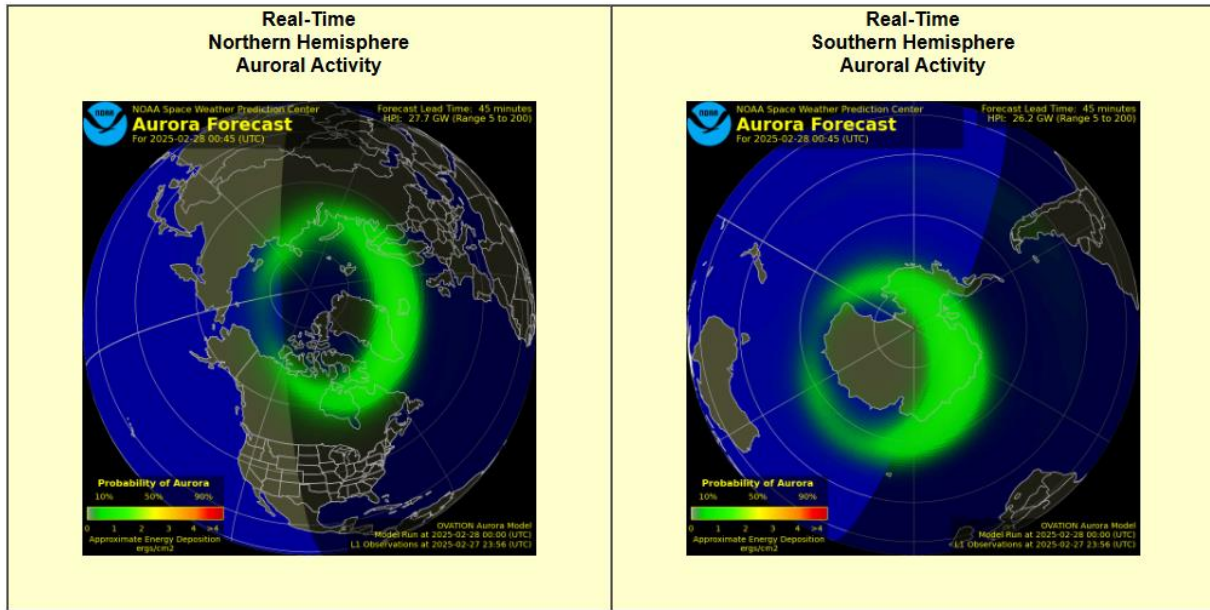 Real-Time
Northern Hemisphere
Auroral Activity
NOAA
NOAA Space Weather Prediction Center
Aurora Forecast
For 2025-02-28 00:45 (UTC)
Forecast Lead Time: 45 minutes
HPI: 27.7 GW (Range 5 to 200)
Probability of Aurora
10% 50% 90%
0 1 2 3 4 >4
Approximate Energy Deposition
ergs/cm2
OVATION Aurora Model
Model Run at 2025-02-28 00:00 (UTC)
L1 Observations at 2025-02-27 23:56 (UTC)
Real-Time
Southern Hemisphere
Auroral Activity
NOAA
NOAA Space Weather Prediction Center
Aurora Forecast
For 2025-02-28 00:45 (UTC)
Forecast Lead Time: 45 minutes
HPI: 26.2 GW (Range 5 to 200)
Probability of Aurora
10% 50% 90%
0 1 2 3 4 >4
Approximate Energy Deposition
ergs/cm2
OVATION Aurora Model
Model Run at 2025-02-28 00:00 (UTC)
L1 Observations at 2025-02-27 23:56 (UTC)